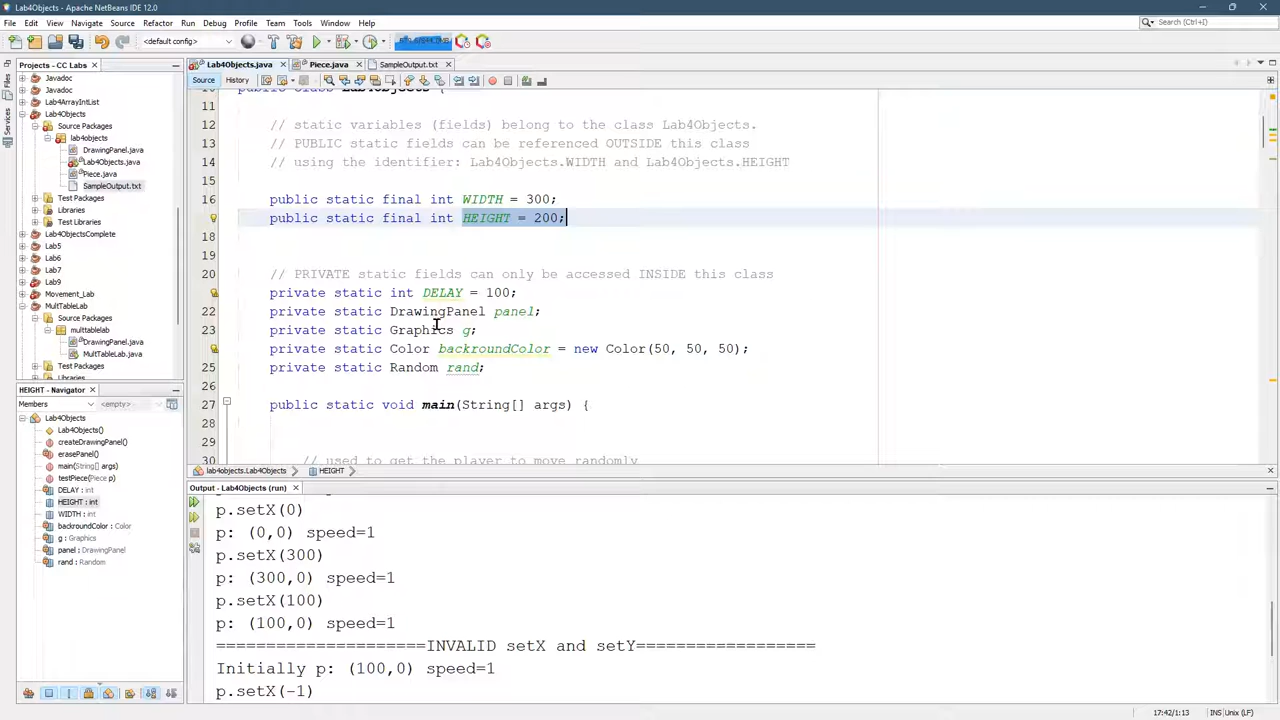 Lab4Objects - Apache NetBeans IDE 12.0
File Edit View Navigate Source Refactor Run Debug Profile Team Tools Window Help
Search (Ctrl+I)
<default config>
Projects - CC Labs
Lab4Objects.java Piece.java SampleOutput.txt
Source History
Files
Services
Javadoc
Javadoc
Lab4ArrayIntList
Lab4Objects
Source Packages
lab4objects
DrawingPanel.java
Lab4Objects.java
Piece.java
SampleOutput.txt
Test Packages
Libraries
Test Libraries
Lab4ObjectsComplete
Lab5
Lab6
Lab7
Lab9
Movement_Lab
MultTableLab
Source Packages
multtablelab
DrawingPanel.java
MultTableLab.java
Test Packages
Libraries
11
12 // static variables (fields) belong to the class Lab4Objects.
13 // PUBLIC static fields can be referenced OUTSIDE this class
14 // using the identifier: Lab4Objects.WIDTH and Lab4Objects.HEIGHT
15
16 public static final int WIDTH = 300;
public static final int HEIGHT = 200;
18
19
20 // PRIVATE static fields can only be accessed INSIDE this class
private static int DELAY = 100;
22 private static DrawingPanel panel;
23 private static Graphics g;
private static Color backroundColor = new Color(50, 50, 50);
25 private static Random rand;
26
27 public static void main(String[] args) {
28
29
30 // used to get the player to move randomly
lab4objects.Lab4Objects HEIGHT
HEIGHT - Navigator
Members <empty>
Lab4Objects
Lab4Objects()
createDrawingPanel()
erasePanel()
main(String[] args)
testPiece(Piece p)
DELAY : int
HEIGHT : int
WIDTH : int
backroundColor : Color
g : Graphics
panel : DrawingPanel
rand : Random
Output - Lab4Objects (run)
p.setX(0)
p: (0,0) speed=1
p.setX(300)
p: (300,0) speed=1
p.setX(100)
p: (100,0) speed=1
=====================INVALID setX and setY==================
Initially p: (100,0) speed=1
p.setX(-1)
17:42/1:13 INS Unix (LF)